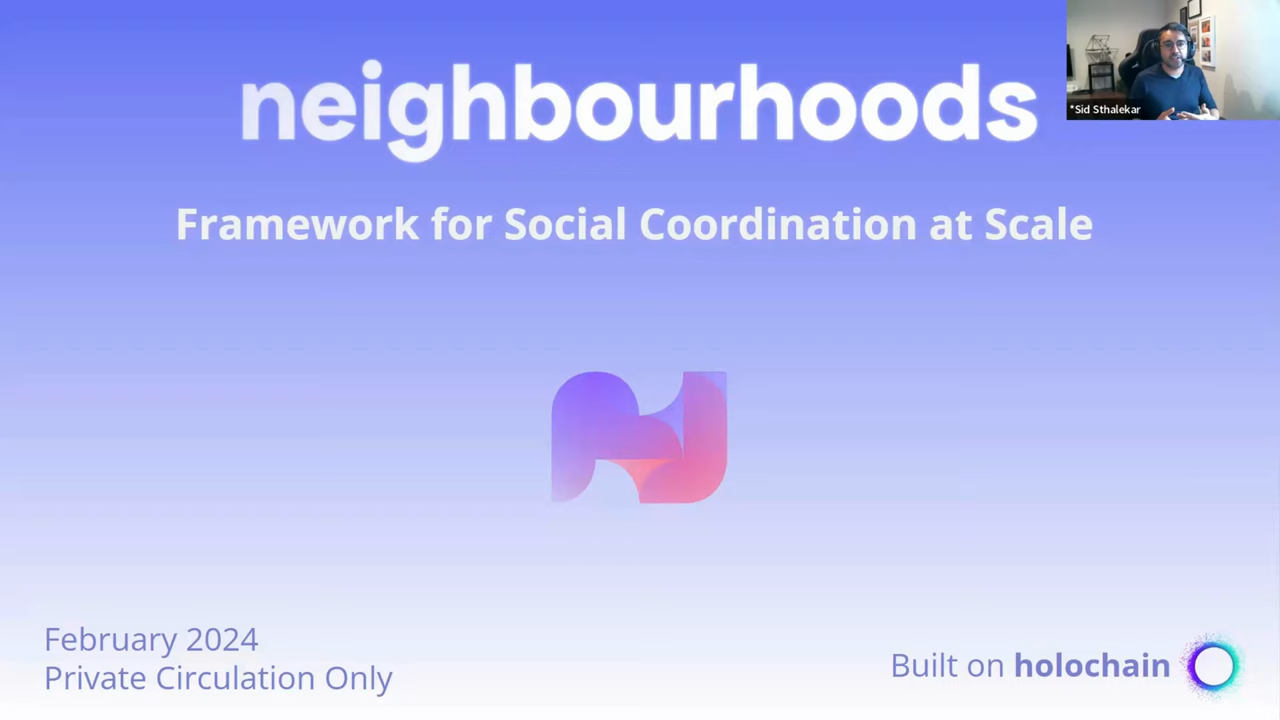 neighbourhoods
*Sid Sthalekar
Framework for Social Coordination at Scale
February 2024
Private Circulation Only
Built on holochain